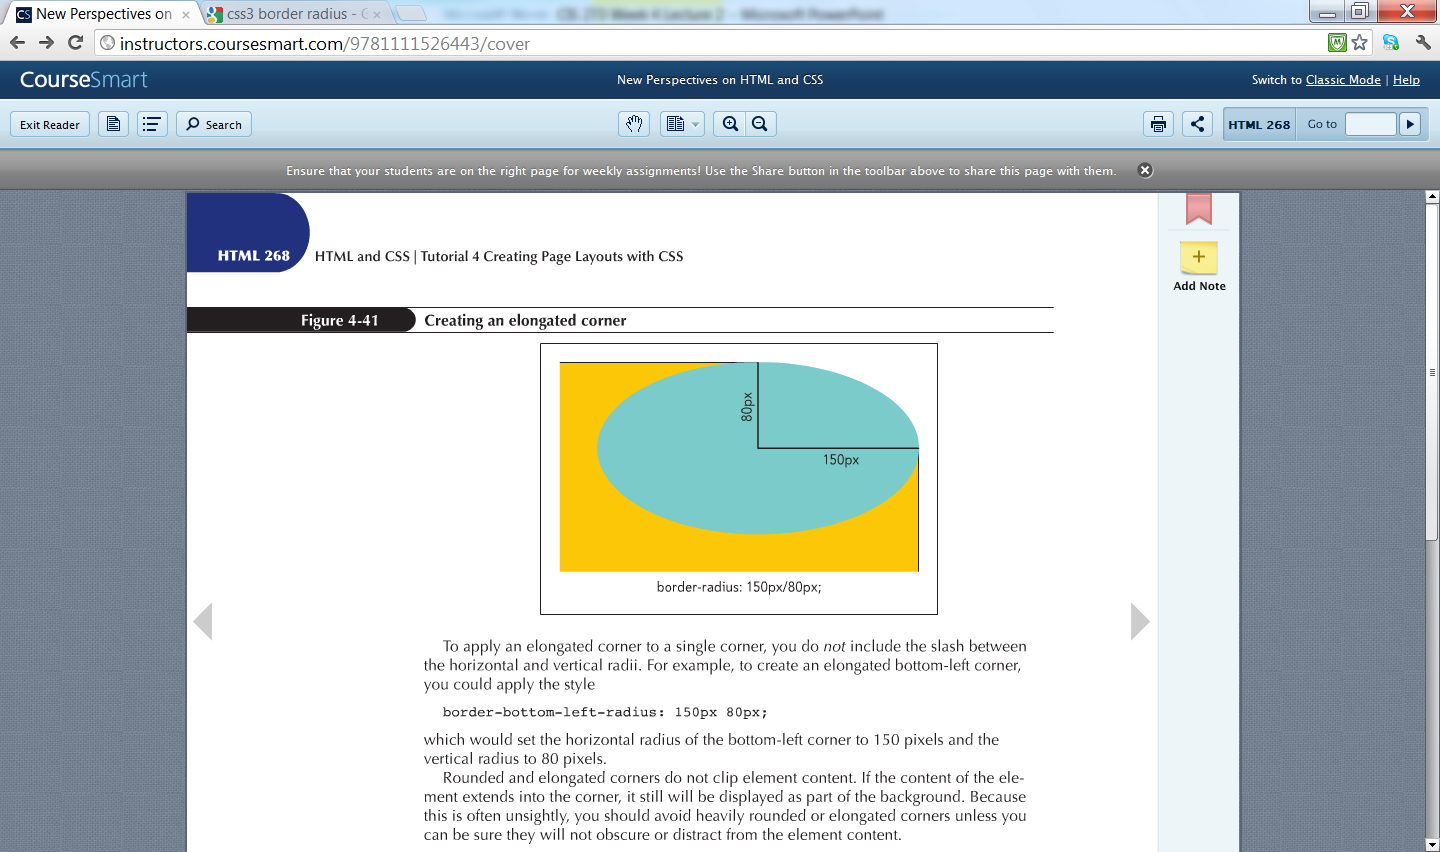 New Perspectives on
css3 border radius - G
CIS 273 Week 4 Lecture 2 - Microsoft PowerPoint
instructors.coursesmart.com/9781111526443/cover
CourseSmart
New Perspectives on HTML and CSS
Switch to Classic Mode | Help
Exit Reader
Search
HTML 268
Go to
Ensure that your students are on the right page for weekly assignments! Use the Share button in the toolbar above to share this page with them.
HTML 268
HTML and CSS | Tutorial 4 Creating Page Layouts with CSS
Add Note
Figure 4-41
Creating an elongated corner
80px
150px
border-radius: 150px/80px;
To apply an elongated corner to a single corner, you do not include the slash between
the horizontal and vertical radii. For example, to create an elongated bottom-left corner,
you could apply the style
border-bottom-left-radius: 150px 80px;
which would set the horizontal radius of the bottom-left corner to 150 pixels and the
vertical radius to 80 pixels.
Rounded and elongated corners do not clip element content. If the content of the ele-
ment extends into the corner, it still will be displayed as part of the background. Because
this is often unsightly, you should avoid heavily rounded or elongated corners unless you
can be sure they will not obscure or distract from the element content.